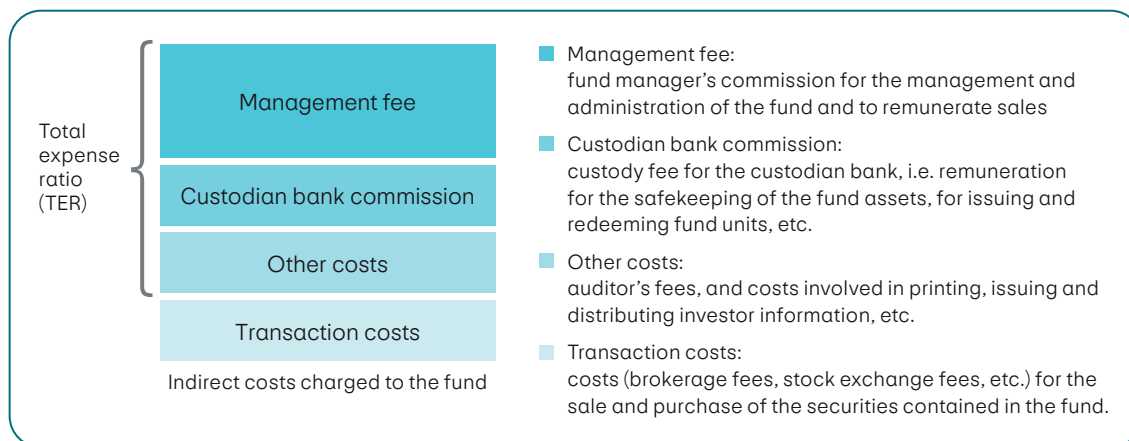 Total
expense
ratio
(TER)
Management fee
Custodian bank commission
Other costs
Transaction costs
Indirect costs charged to the fund
Management fee:
fund manager’s commission for the management and
administration of the fund and to remunerate sales
Custodian bank commission:
custody fee for the custodian bank, i.e. remuneration
for the safekeeping of the fund assets, for issuing and
redeeming fund units, etc.
Other costs:
auditor’s fees, and costs involved in printing, issuing and
distributing investor information, etc.
Transaction costs:
costs (brokerage fees, stock exchange fees, etc.) for the
sale and purchase of the securities contained in the fund.